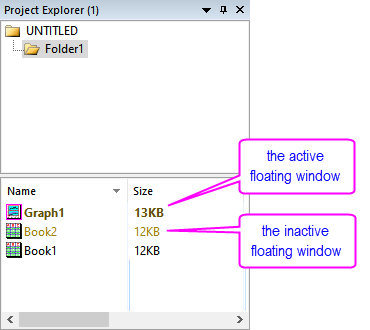 Project Explorer (1)
UNTITLED
Folder1
the active
floating window
Name Size
Graph1 13KB
Book2 12KB
the inactive
floating window
Book1 12KB